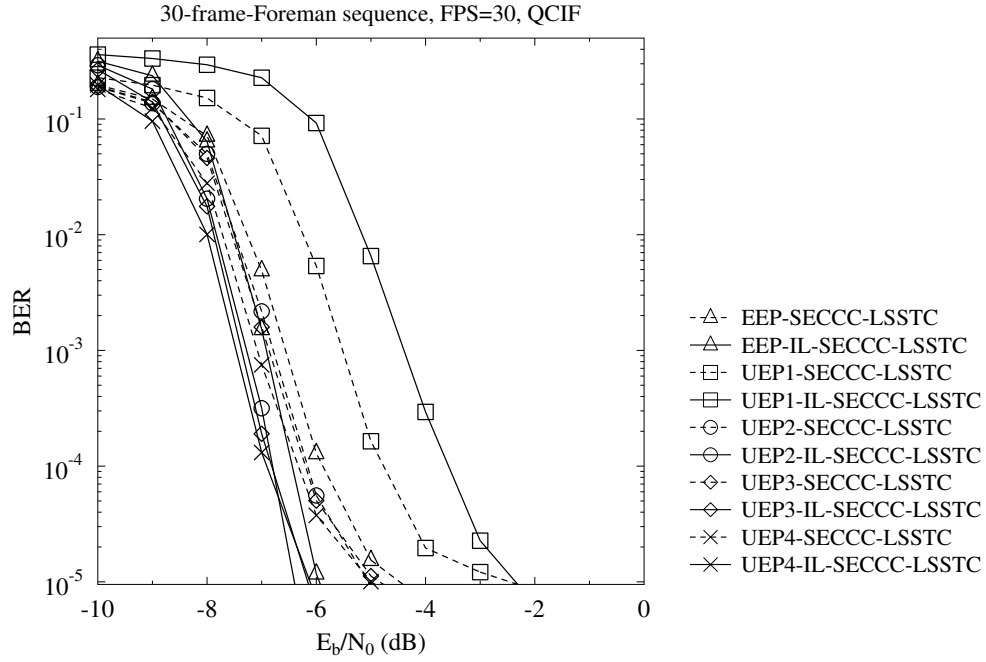 30-frame-Foreman sequence, FPS=30, QCIF
BER
10^-1
10^-2
10^-3
10^-4
10^-5
-10 -8 -6 -4 -2 0
E_b/N_0 (dB)
EEP-SECCC-LSSTC
EEP-IL-SECCC-LSSTC
UEP1-SECCC-LSSTC
UEP1-IL-SECCC-LSSTC
UEP2-SECCC-LSSTC
UEP2-IL-SECCC-LSSTC
UEP3-SECCC-LSSTC
UEP3-IL-SECCC-LSSTC
UEP4-SECCC-LSSTC
UEP4-IL-SECCC-LSSTC